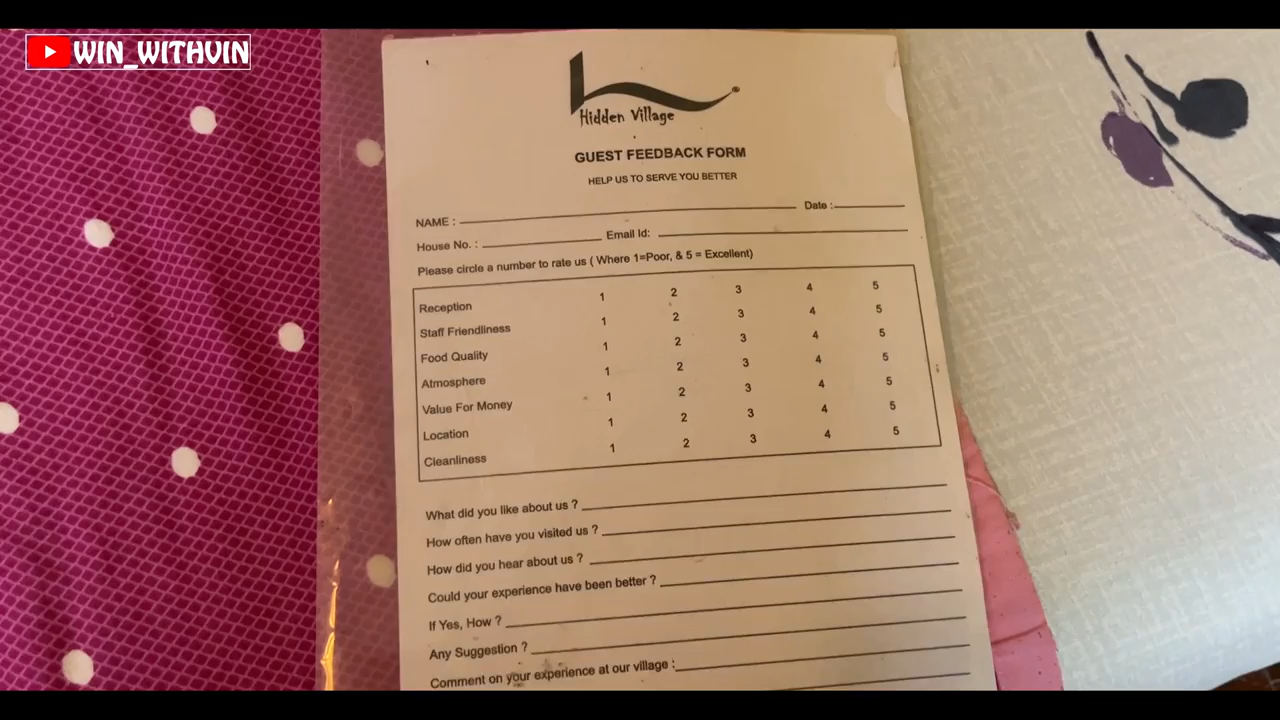 WIN_WITHVIN
Hidden Village
GUEST FEEDBACK FORM
HELP US TO SERVE YOU BETTER
NAME : Date :
House No. : Email Id:
Please circle a number to rate us ( Where 1=Poor, & 5 = Excellent)
Reception 1 2 3 4 5
Staff Friendliness 1 2 3 4 5
Food Quality 1 2 3 4 5
Atmosphere 1 2 3 4 5
Value For Money 1 2 3 4 5
Location 1 2 3 4 5
Cleanliness 1 2 3 4 5
What did you like about us ?
How often have you visited us ?
How did you hear about us ?
Could your experience have been better ?
If Yes, How ?
Any Suggestion ?
Comment on your experience at our village :